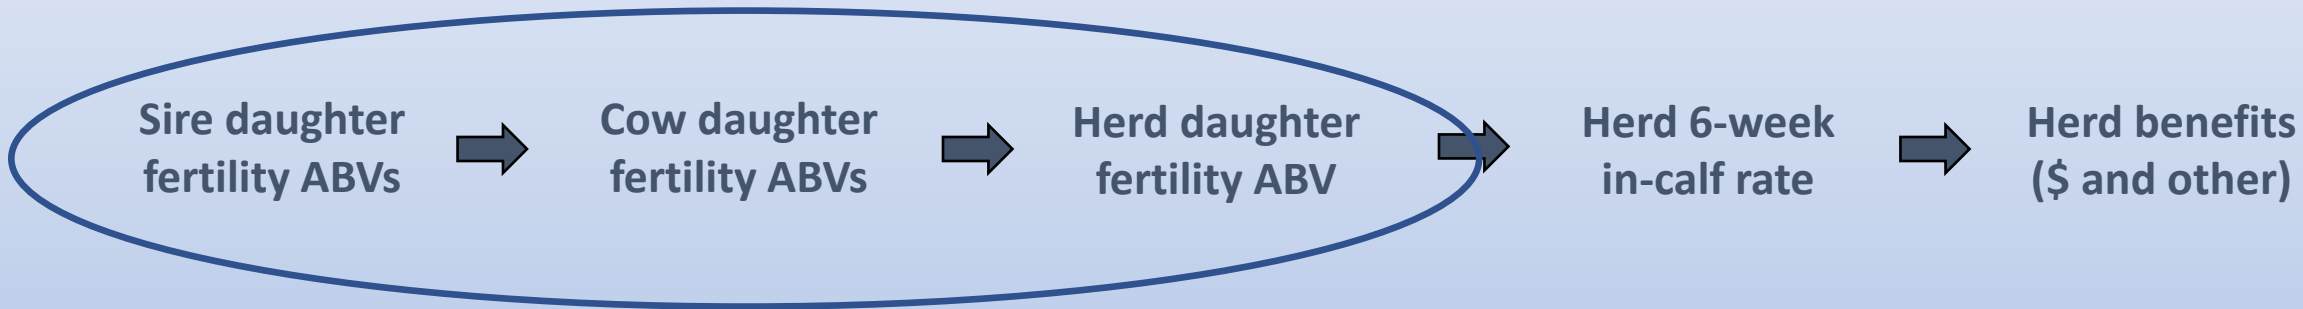 Sire daughter
fertility ABVs
Cow daughter
fertility ABVs
Herd daughter
fertility ABV
Herd 6-week
in-calf rate
Herd benefits
($ and other)